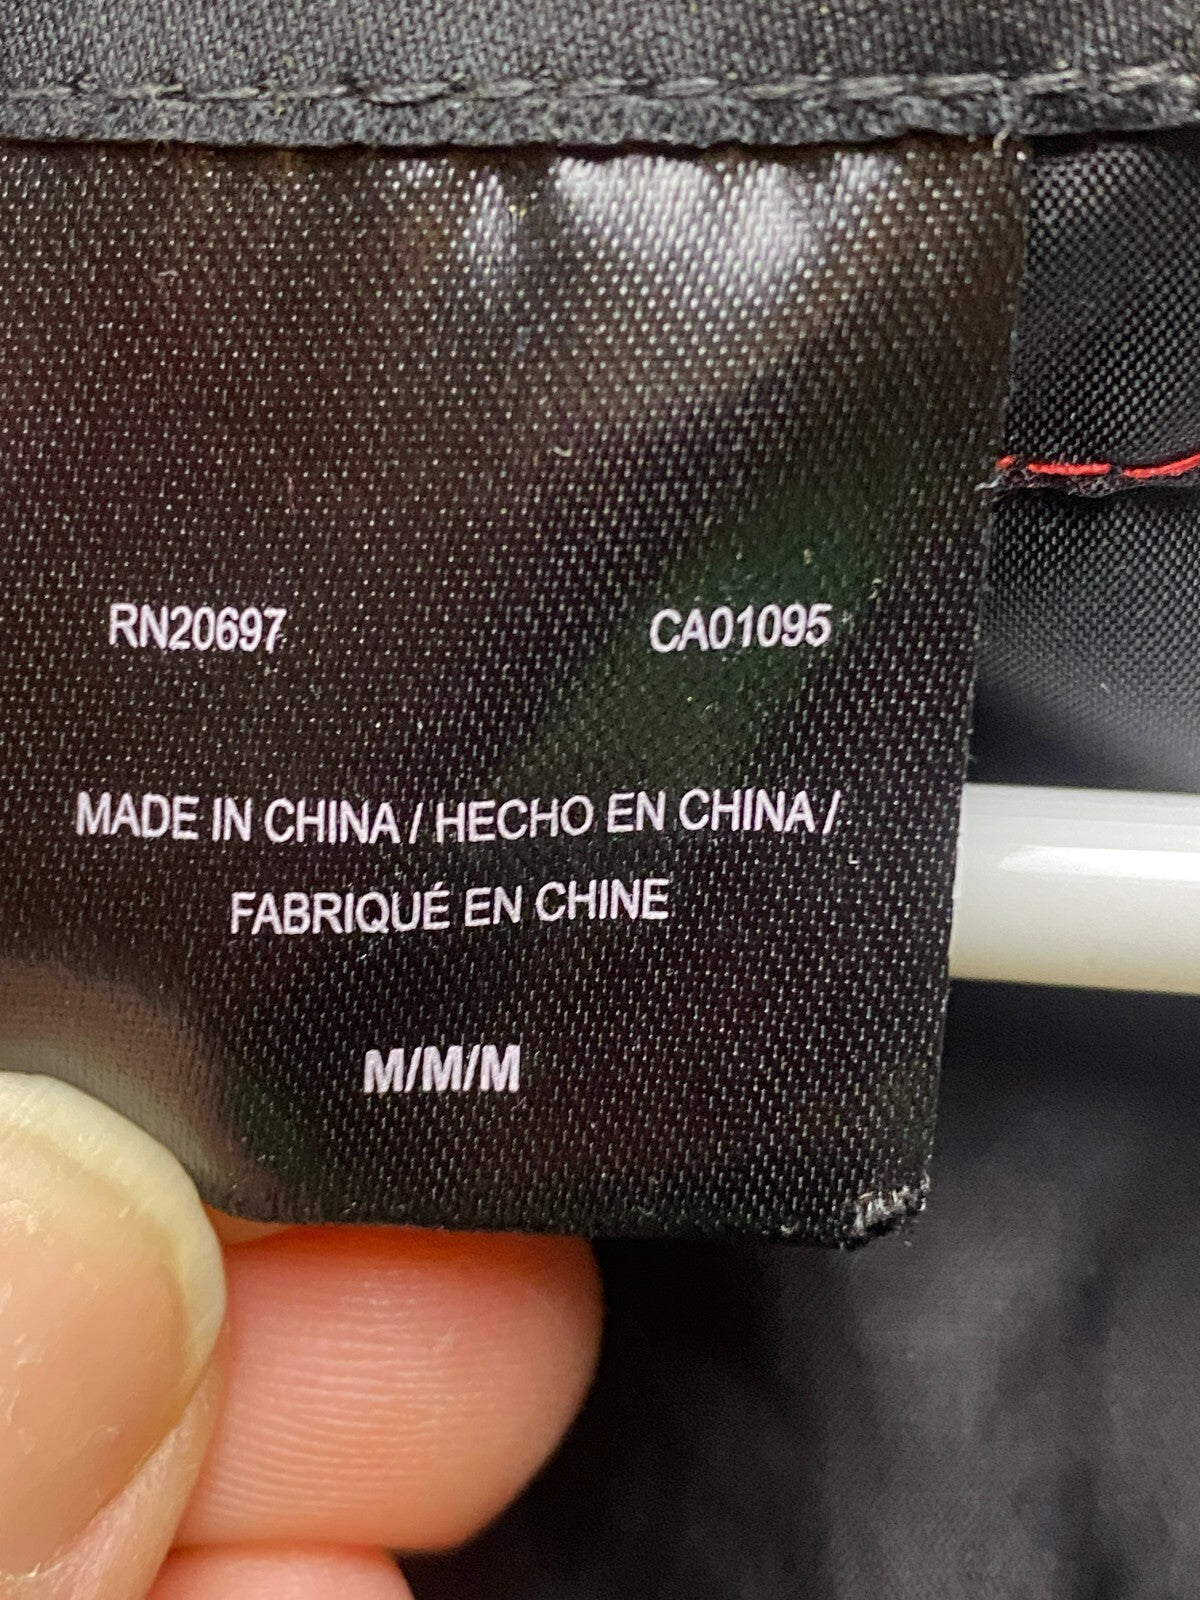 RN20697 CA01095
MADE IN CHINA / HECHO EN CHINA /
FABRIQUÉ EN CHINE
M/M/M